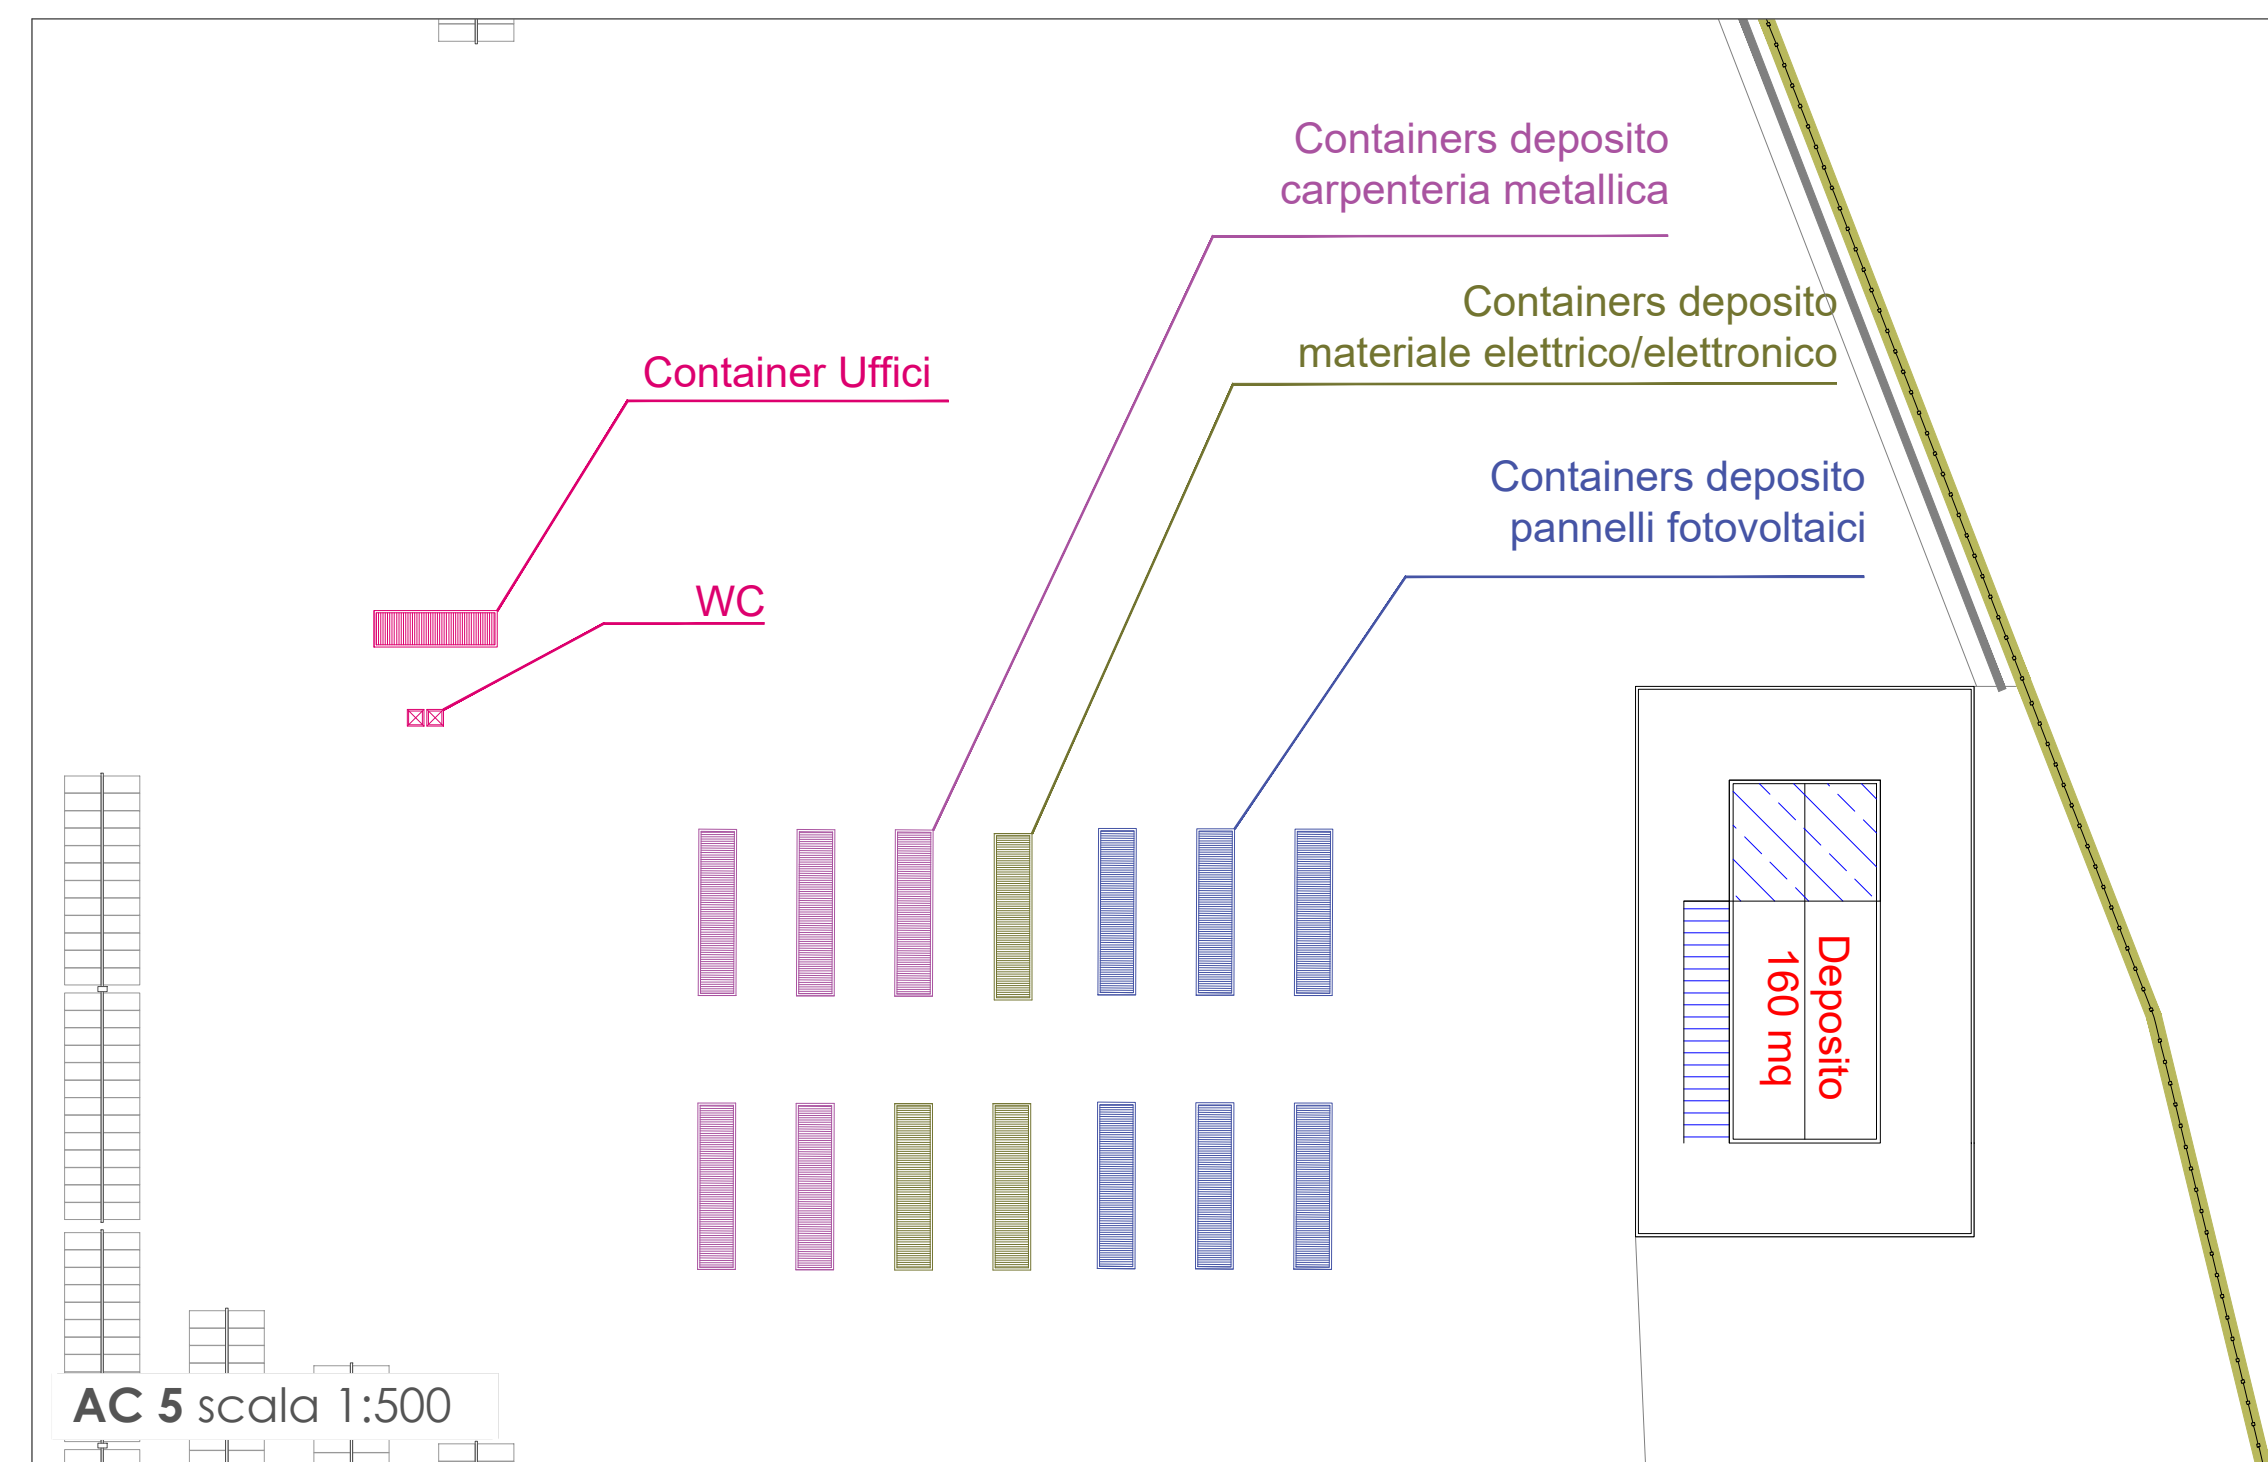 Containers deposito
carpenteria metallica
Containers deposito
materiale elettrico/elettronico
Container Uffici
Containers deposito
pannelli fotovoltaici
WC
Deposito
160 mq
AC 5 scala 1:500